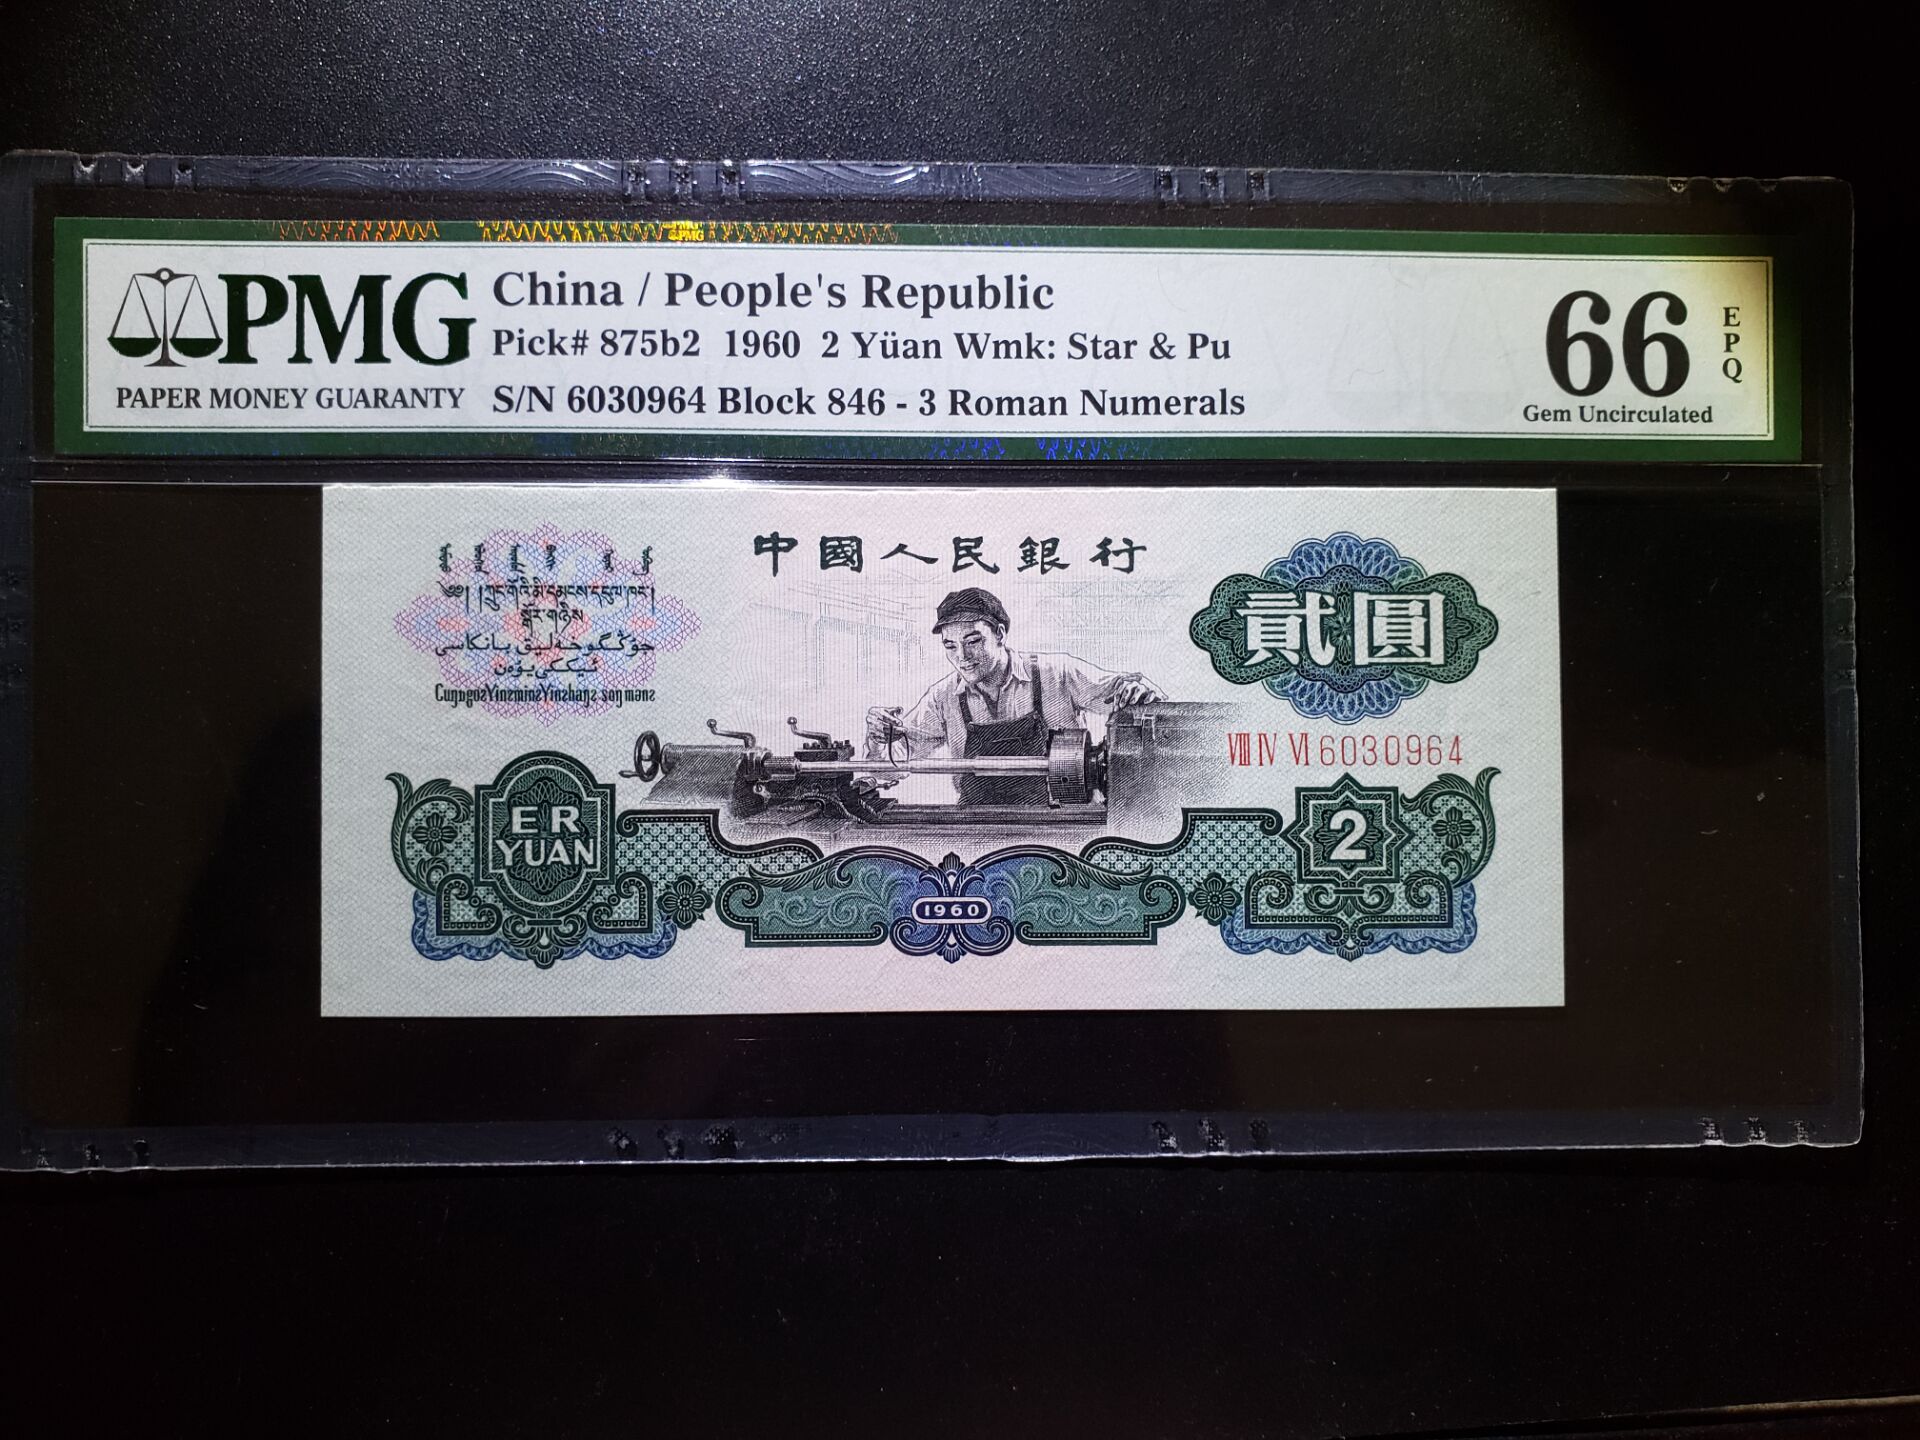 PMG
PAPER MONEY GUARANTY
China / People's Republic
Pick# 875b2 1960 2 Yüan Wmk: Star & Pu
S/N 6030964 Block 846 - 3 Roman Numerals
66
EPQ
Gem Uncirculated
中國人民銀行
貳圓
VIII IV VI 6030964
ER
YUAN
1960
2